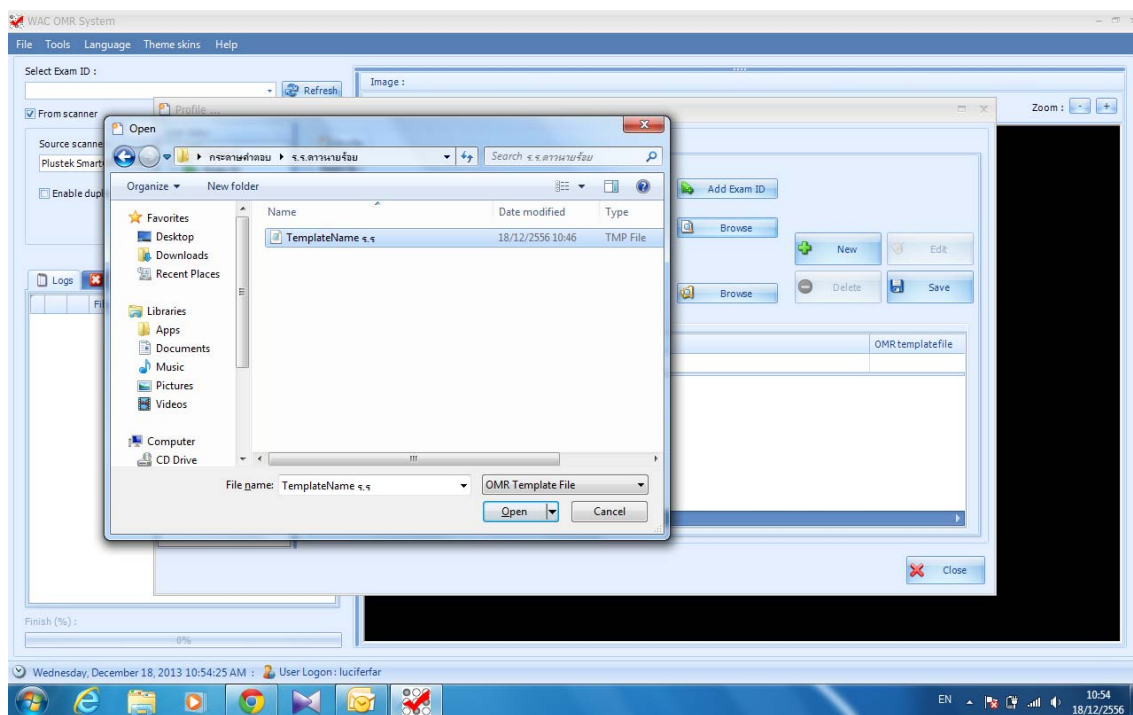 WAC OMR System
File Tools Language Theme skins Help
Select Exam ID :
Refresh
Image :
From scanner
Profile ...
Zoom : - +
Open
Source scanne
กระดาษคำตอบ ร.ร.ดาวนายร้อย
Search ร.ร.ดาวนายร้อย
Plustek Smart
Organize New folder
Add Exam ID
Enable dupl
Favorites
Name Date modified Type
Desktop
TemplateName ร.ร 18/12/2556 10:46 TMP File
Browse
Downloads
New Edit
Recent Places
Logs
Delete Save
Browse
Fi
Libraries
Apps
Documents
OMR templatefile
Music
Pictures
Videos
Computer
CD Drive
File name: TemplateName ร.ร
OMR Template File
Open Cancel
Close
Finish (%) :
0%
Wednesday, December 18, 2013 10:54:25 AM : User Logon : luciferfar
EN
10:54
18/12/2556